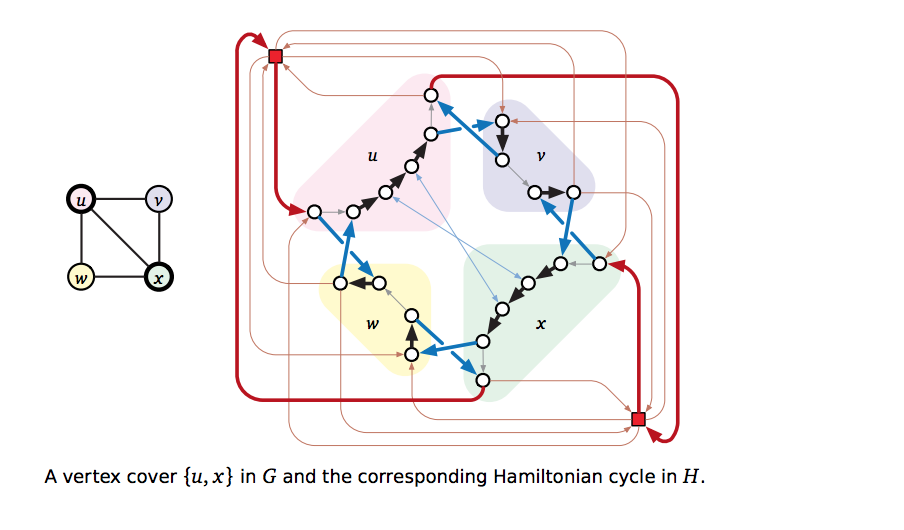 u
v
u
v
w
x
w
x
A vertex cover {u, x} in G and the corresponding Hamiltonian cycle in H.